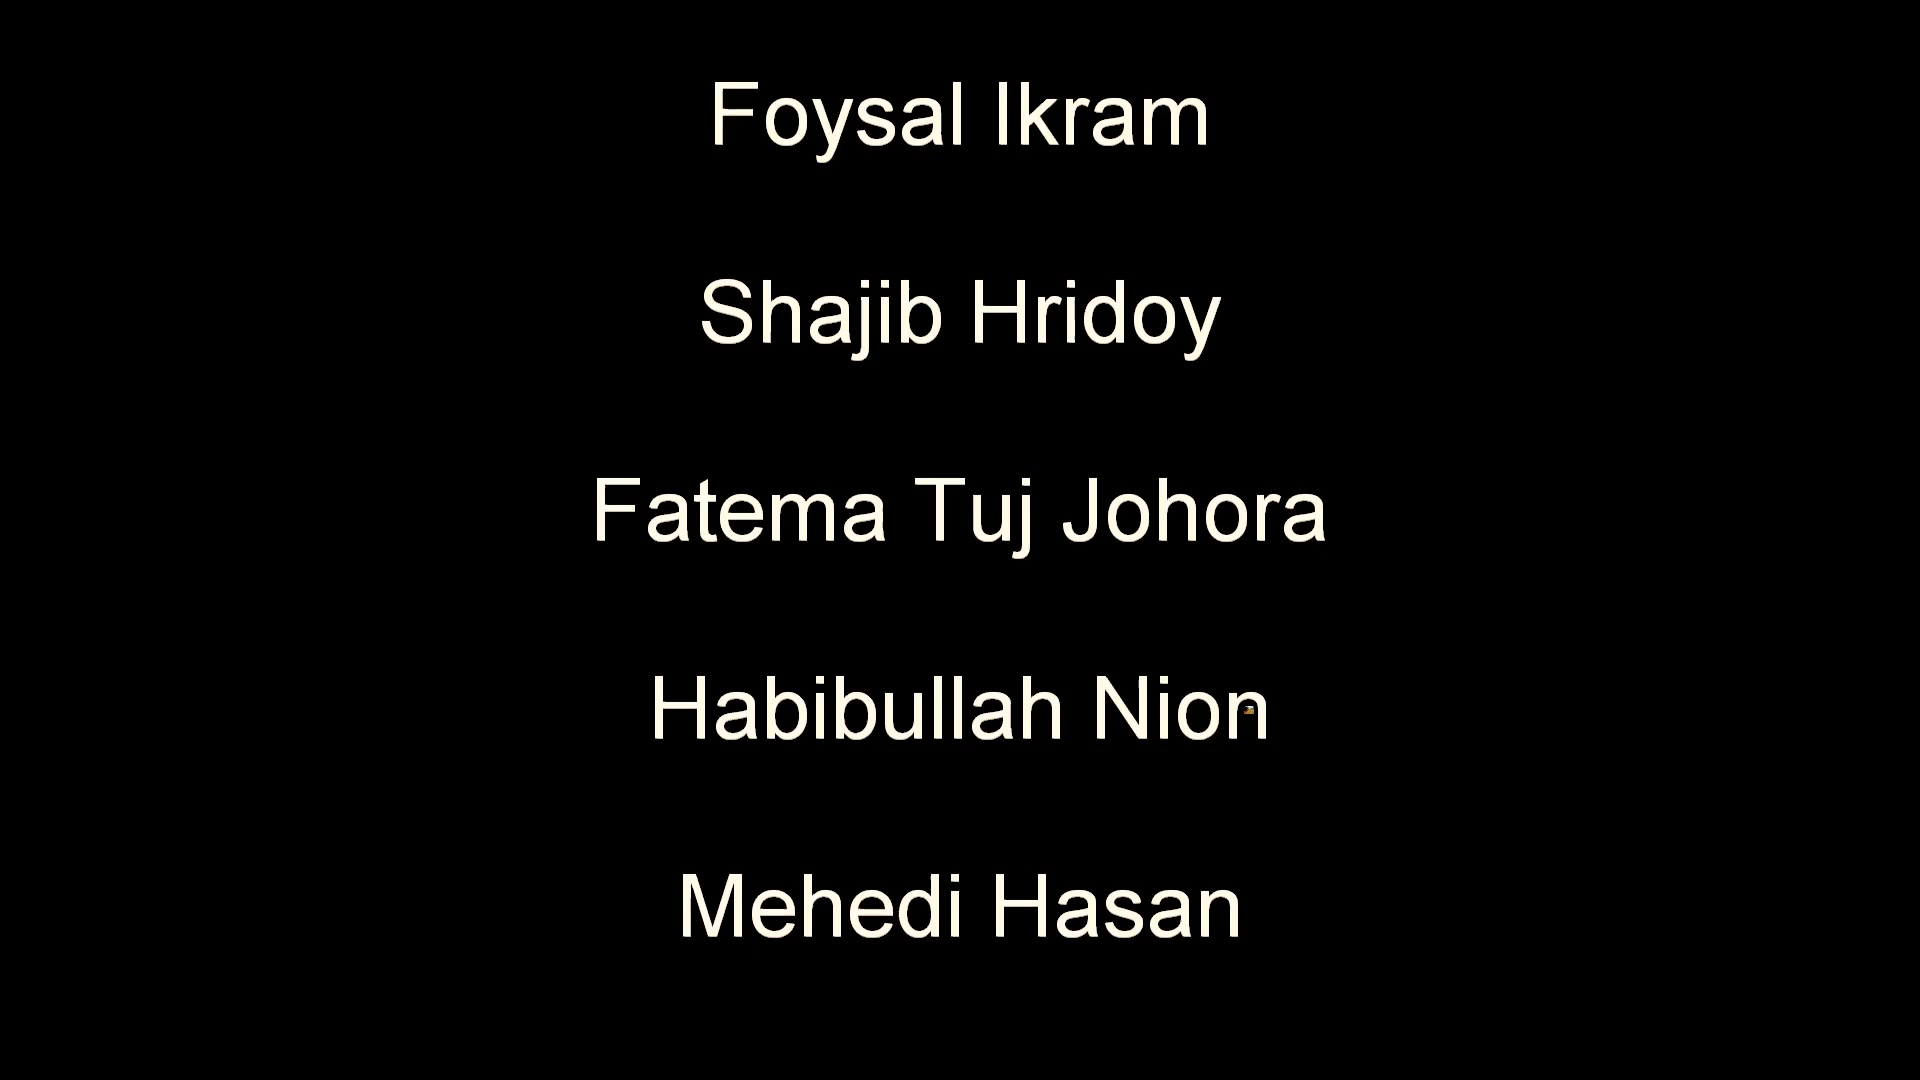 Foysal Ikram
Shajib Hridoy
Fatema Tuj Johora
Habibullah Nion
Mehedi Hasan